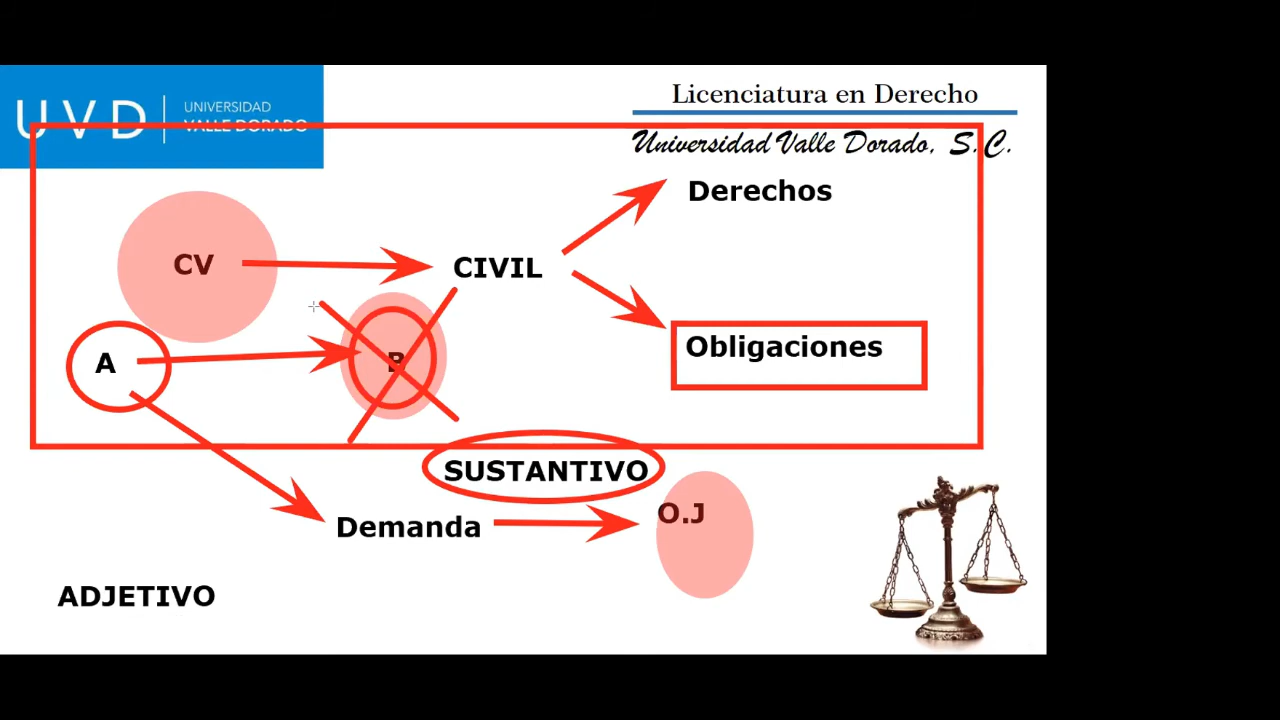 UVD
UNIVERSIDAD
VALLE DORADO
Licenciatura en Derecho
Universidad Valle Dorado, S.C.
Derechos
CV
CIVIL
Obligaciones
A
B
SUSTANTIVO
O.J
Demanda
ADJETIVO